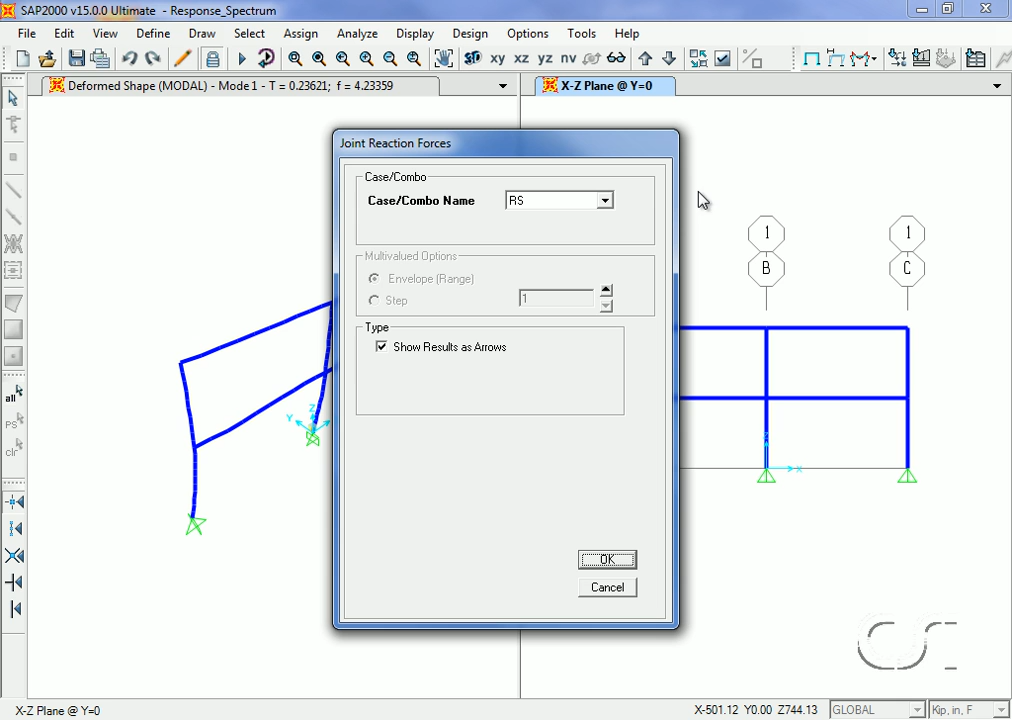 SAP2000 v15.0.0 Ultimate - Response_Spectrum
File Edit View Define Draw Select Assign Analyze Display Design Options Tools Help
3D xy xz yz nv
Deformed Shape (MODAL) - Mode 1 - T = 0.23621; f = 4.23359
X-Z Plane @ Y=0
Joint Reaction Forces
Case/Combo
Case/Combo Name RS
Multivalued Options
Envelope (Range)
Step 1
Type
Show Results as Arrows
OK
Cancel
1 1
B C
Z
Y
Z
X
all
PS
clr
CSI
X-Z Plane @ Y=0
X-501.12 Y0.00 Z744.13
GLOBAL
Kip, in, F